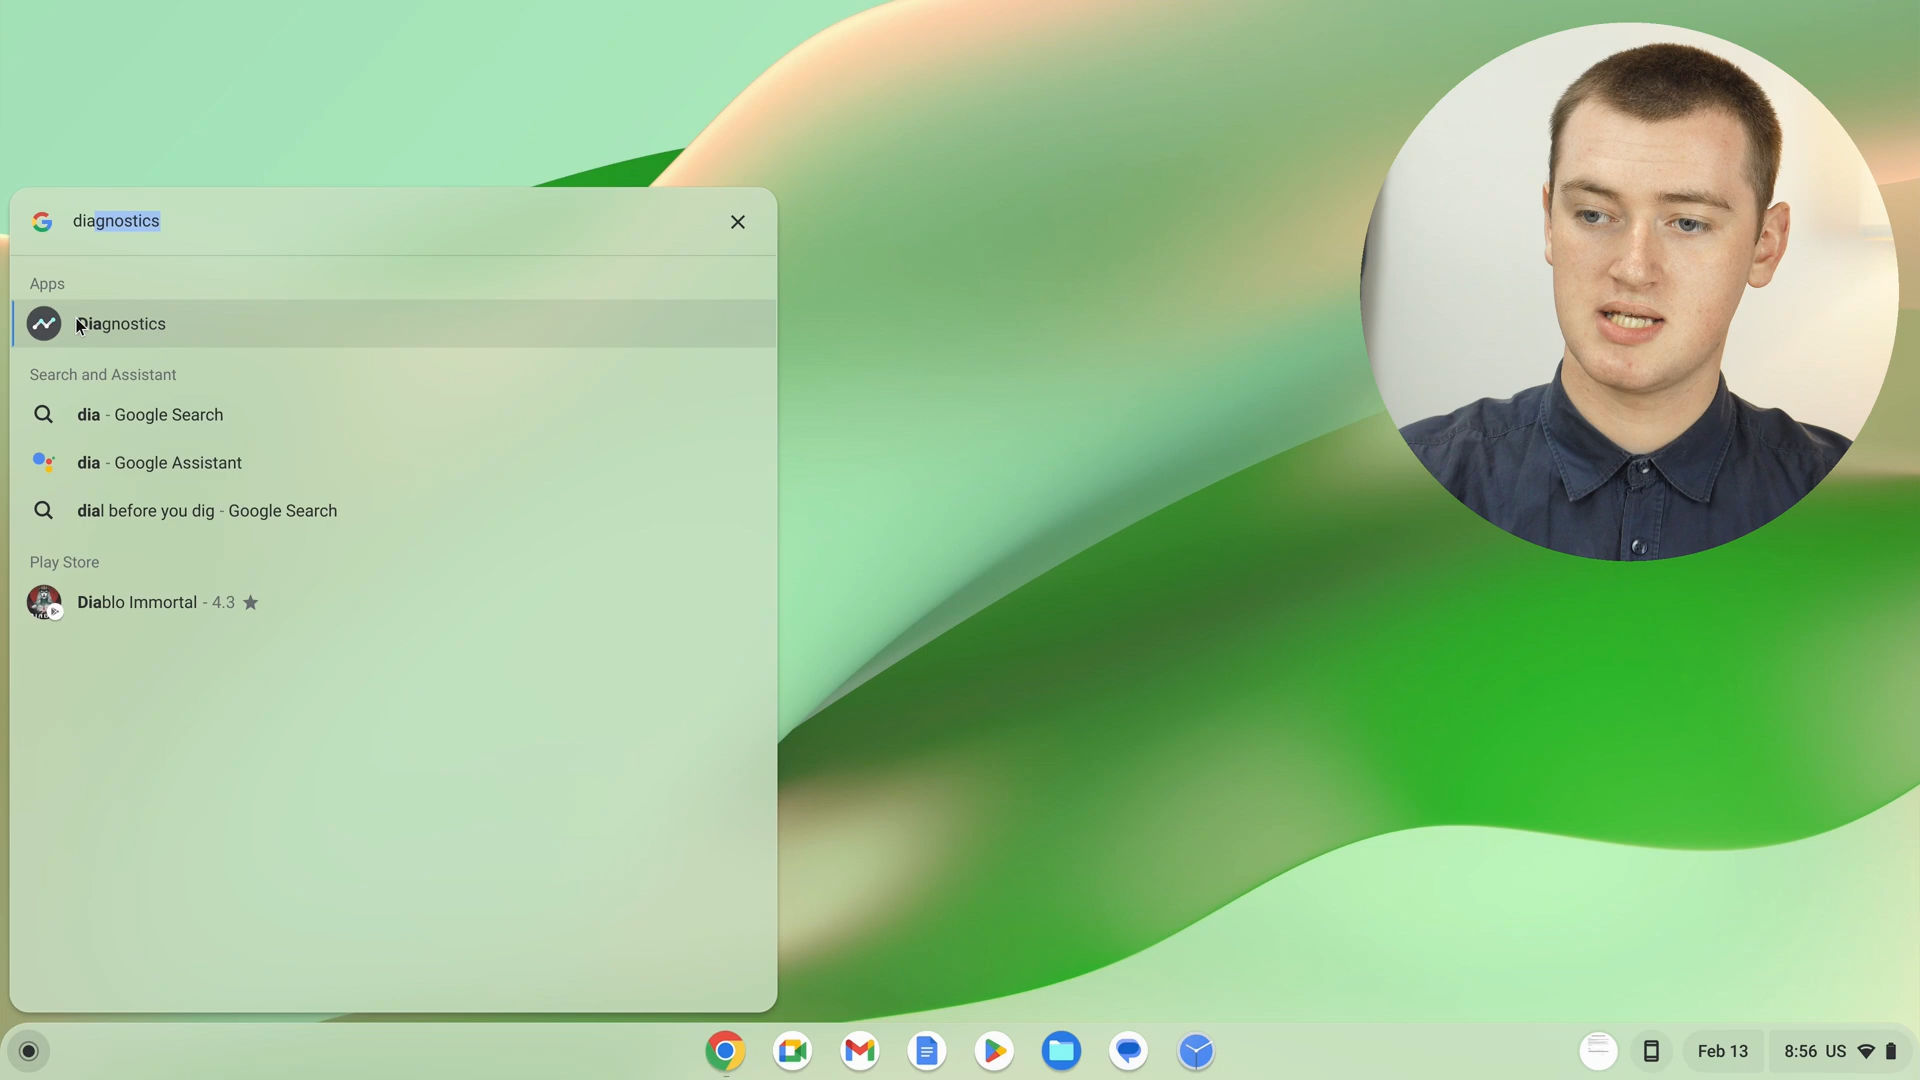 diagnostics
Apps
Diagnostics
Search and Assistant
dia - Google Search
dia - Google Assistant
dial before you dig - Google Search
Play Store
Diablo Immortal - 4.3 ★
Feb 13
8:56 US